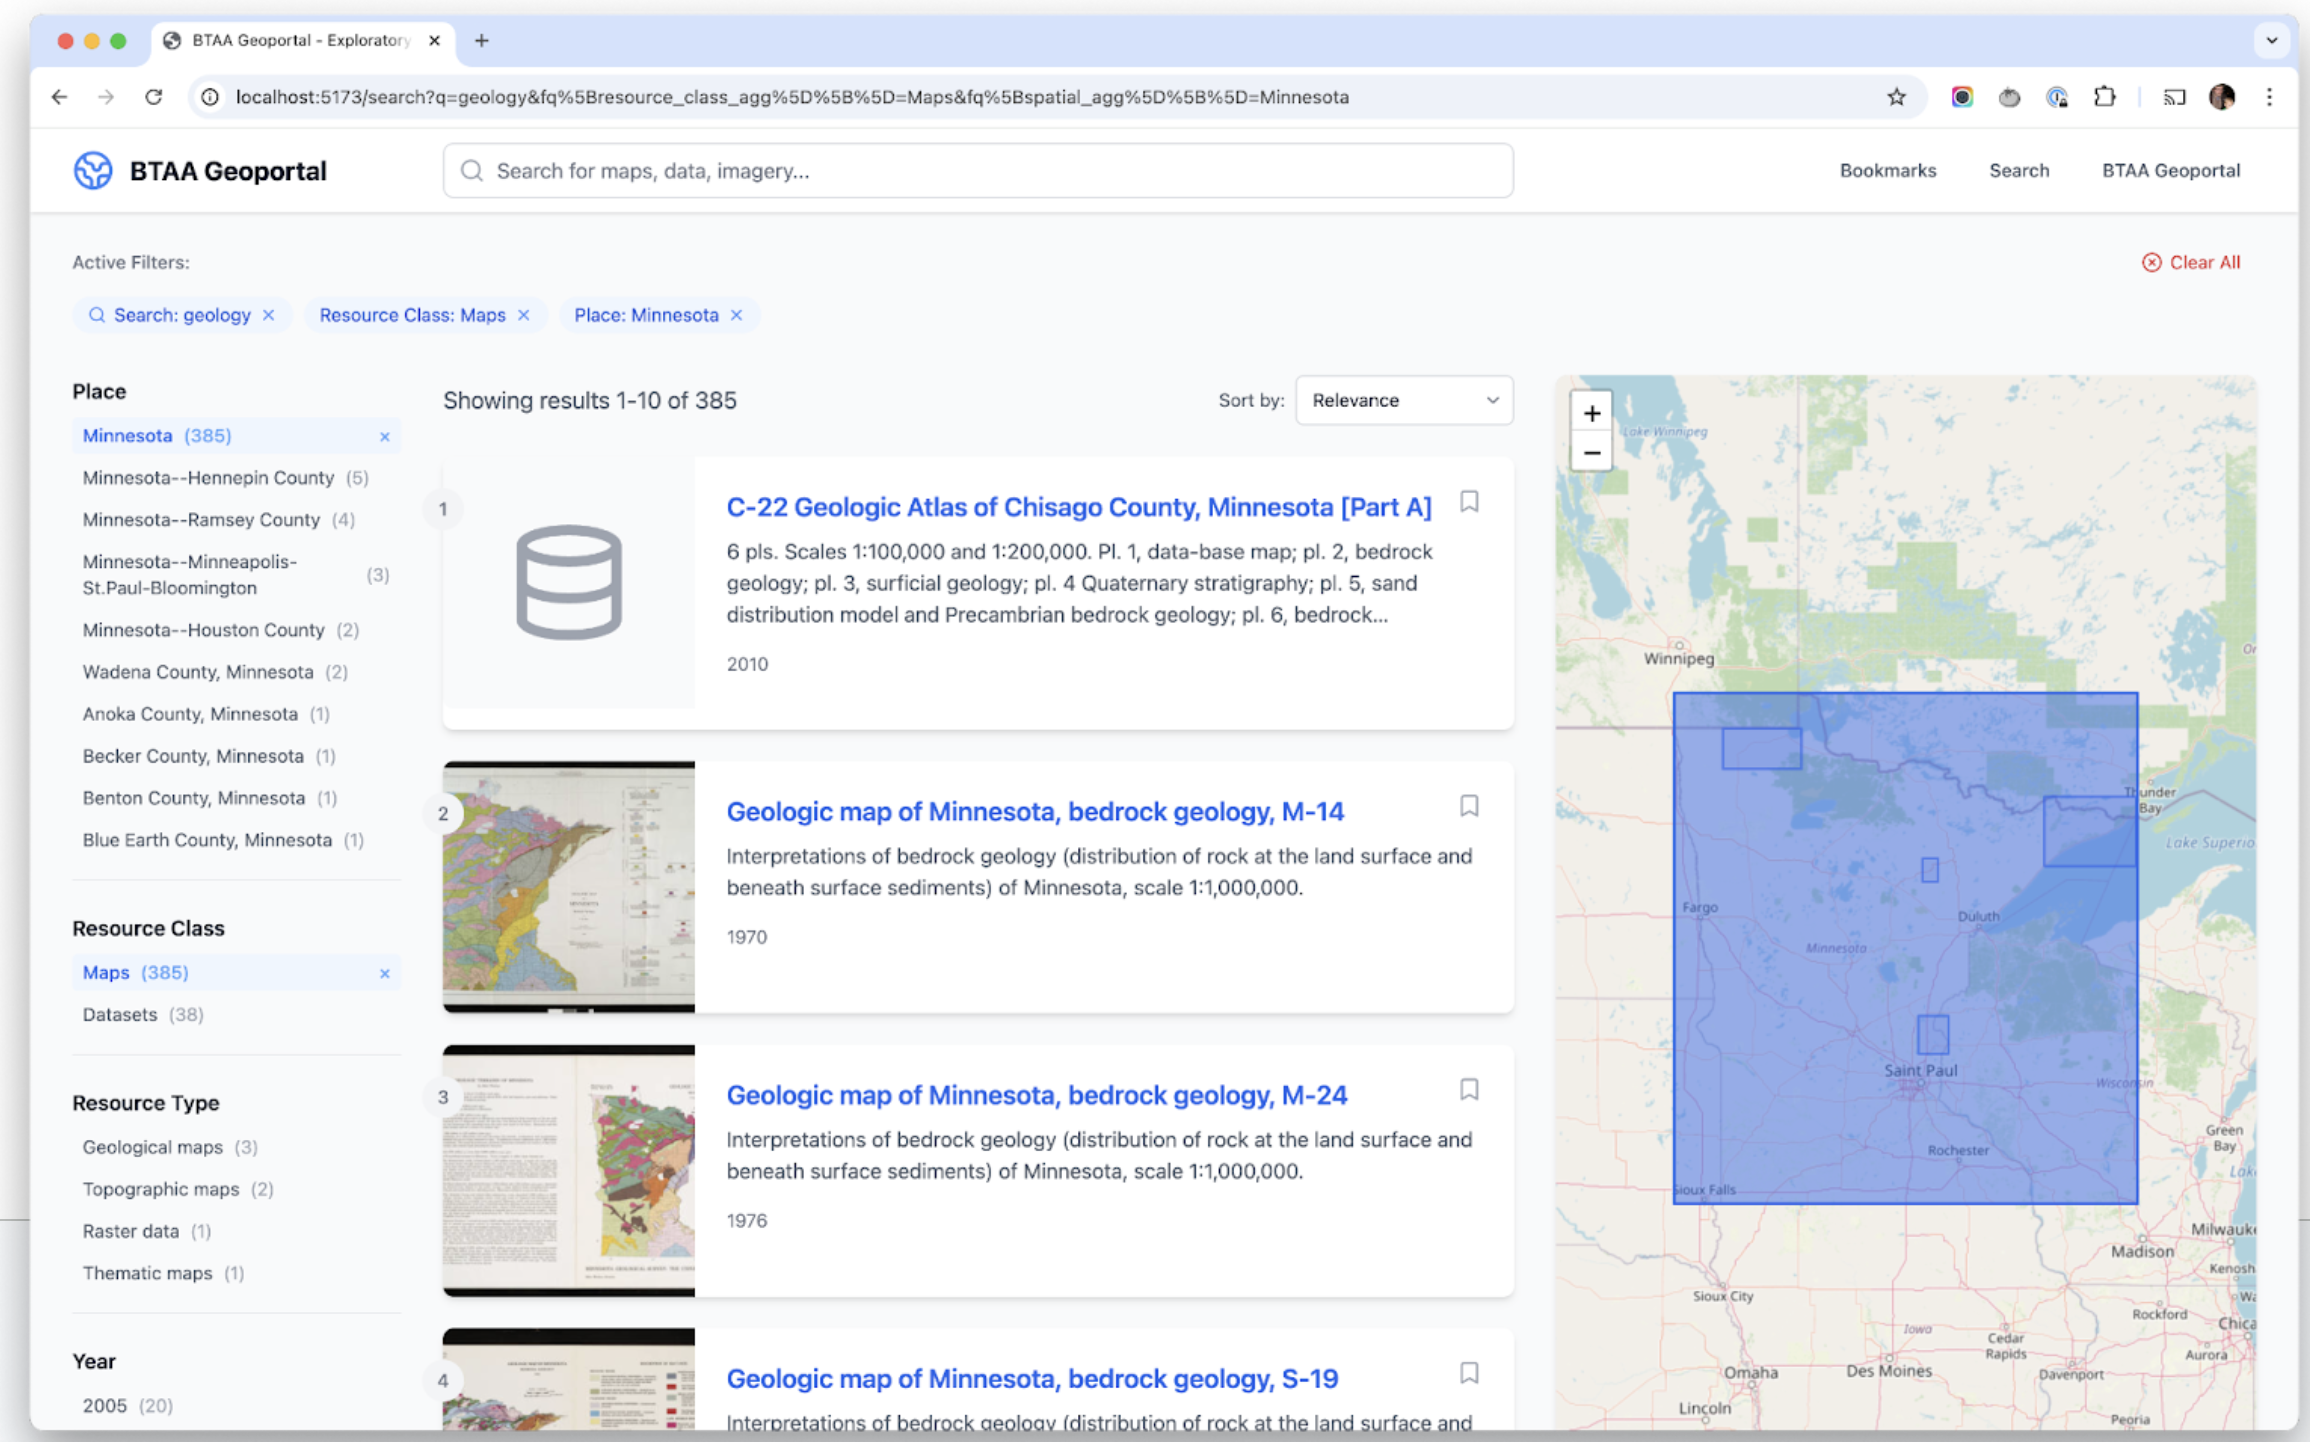 BTAA Geoportal - Exploratory
localhost:5173/search?q=geology&fq%5Bresource_class_agg%5D%5B%5D=Maps&fq%5Bspatial_agg%5D%5B%5D=Minnesota
BTAA Geoportal
Search for maps, data, imagery...
Bookmarks
Search
BTAA Geoportal
Active Filters:
Clear All
Search: geology ×
Resource Class: Maps ×
Place: Minnesota ×
Place
Minnesota (385) ×
Minnesota--Hennepin County (5)
Minnesota--Ramsey County (4)
Minnesota--Minneapolis-
St.Paul-Bloomington (3)
Minnesota--Houston County (2)
Wadena County, Minnesota (2)
Anoka County, Minnesota (1)
Becker County, Minnesota (1)
Benton County, Minnesota (1)
Blue Earth County, Minnesota (1)
Resource Class
Maps (385) ×
Datasets (38)
Resource Type
Geological maps (3)
Topographic maps (2)
Raster data (1)
Thematic maps (1)
Year
2005 (20)
Showing results 1-10 of 385
Sort by: Relevance
1
C-22 Geologic Atlas of Chisago County, Minnesota [Part A]
6 pls. Scales 1:100,000 and 1:200,000. Pl. 1, data-base map; pl. 2, bedrock
geology; pl. 3, surficial geology; pl. 4 Quaternary stratigraphy; pl. 5, sand
distribution model and Precambrian bedrock geology; pl. 6, bedrock...
2010
2
Geologic map of Minnesota, bedrock geology, M-14
Interpretations of bedrock geology (distribution of rock at the land surface and
beneath surface sediments) of Minnesota, scale 1:1,000,000.
1970
3
Geologic map of Minnesota, bedrock geology, M-24
Interpretations of bedrock geology (distribution of rock at the land surface and
beneath surface sediments) of Minnesota, scale 1:1,000,000.
1976
4
Geologic map of Minnesota, bedrock geology, S-19
Interpretations of bedrock geology (distribution of rock at the land surface and
+
−
Lake Winnipeg
Winnipeg
Thunder
Bay
Lake Superio
Fargo
Duluth
Minnesota
Saint Paul
Wisconsin
Rochester
Green
Bay
Sioux Falls
Milwauk
Madison
Kenosh
Sioux City
Rockford
Chica
Iowa
Cedar
Rapids
Aurora
Omaha
Des Moines
Davenport
Lincoln
Peoria